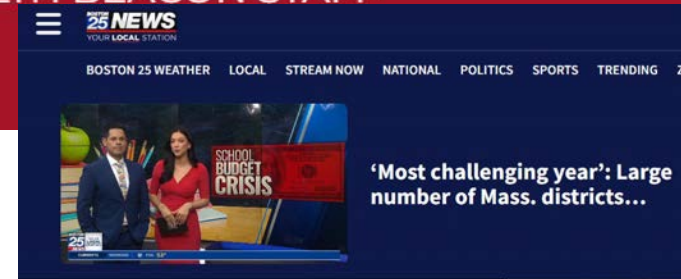 25 NEWS
YOUR LOCAL STATION
BOSTON 25 WEATHER LOCAL STREAM NOW NATIONAL POLITICS SPORTS TRENDING
SCHOOL
BUDGET
CRISIS
‘Most challenging year’: Large
number of Mass. districts...
25